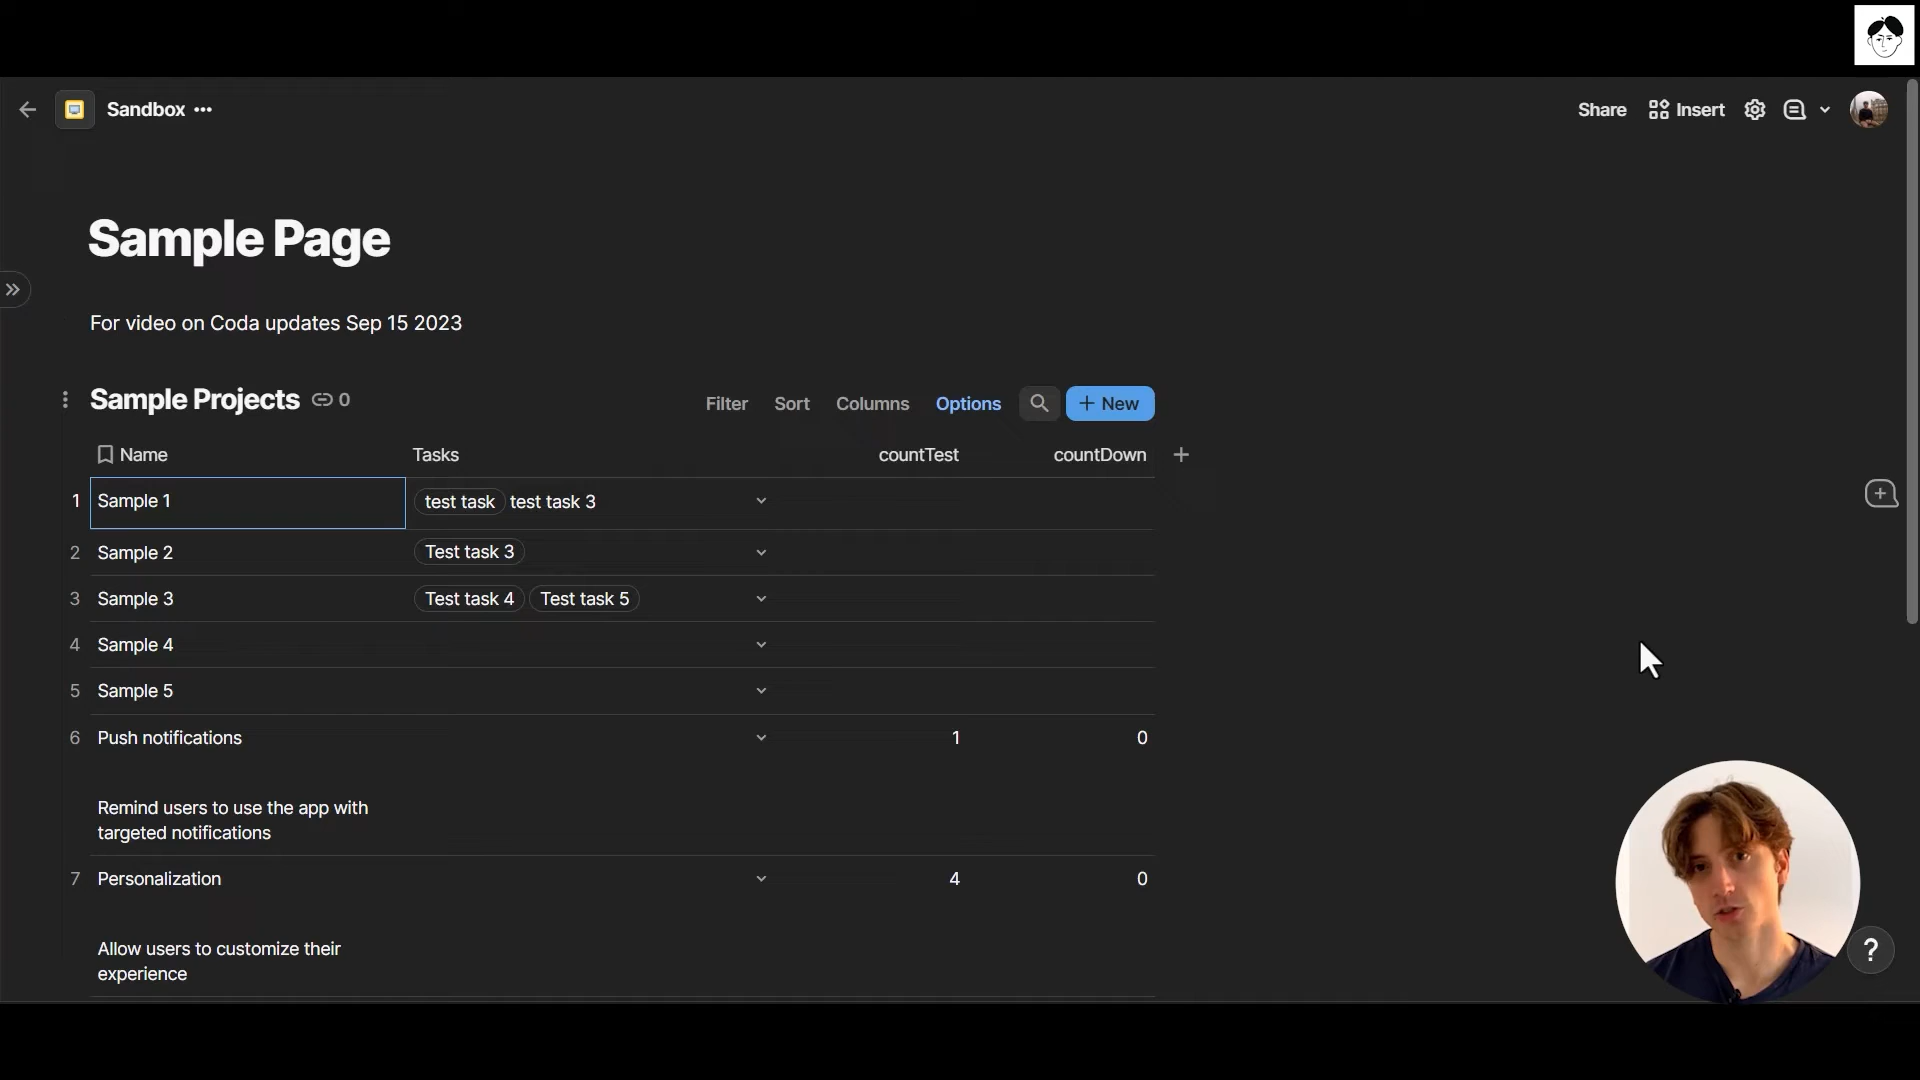 Sandbox
Share
Insert
Sample Page
For video on Coda updates Sep 15 2023
Sample Projects 0
Filter Sort Columns Options + New
Name Tasks countTest countDown
1 Sample 1 test task test task 3
2 Sample 2 Test task 3
3 Sample 3 Test task 4 Test task 5
4 Sample 4
5 Sample 5
6 Push notifications 1 0
Remind users to use the app with
targeted notifications
7 Personalization 4 0
Allow users to customize their
experience
?